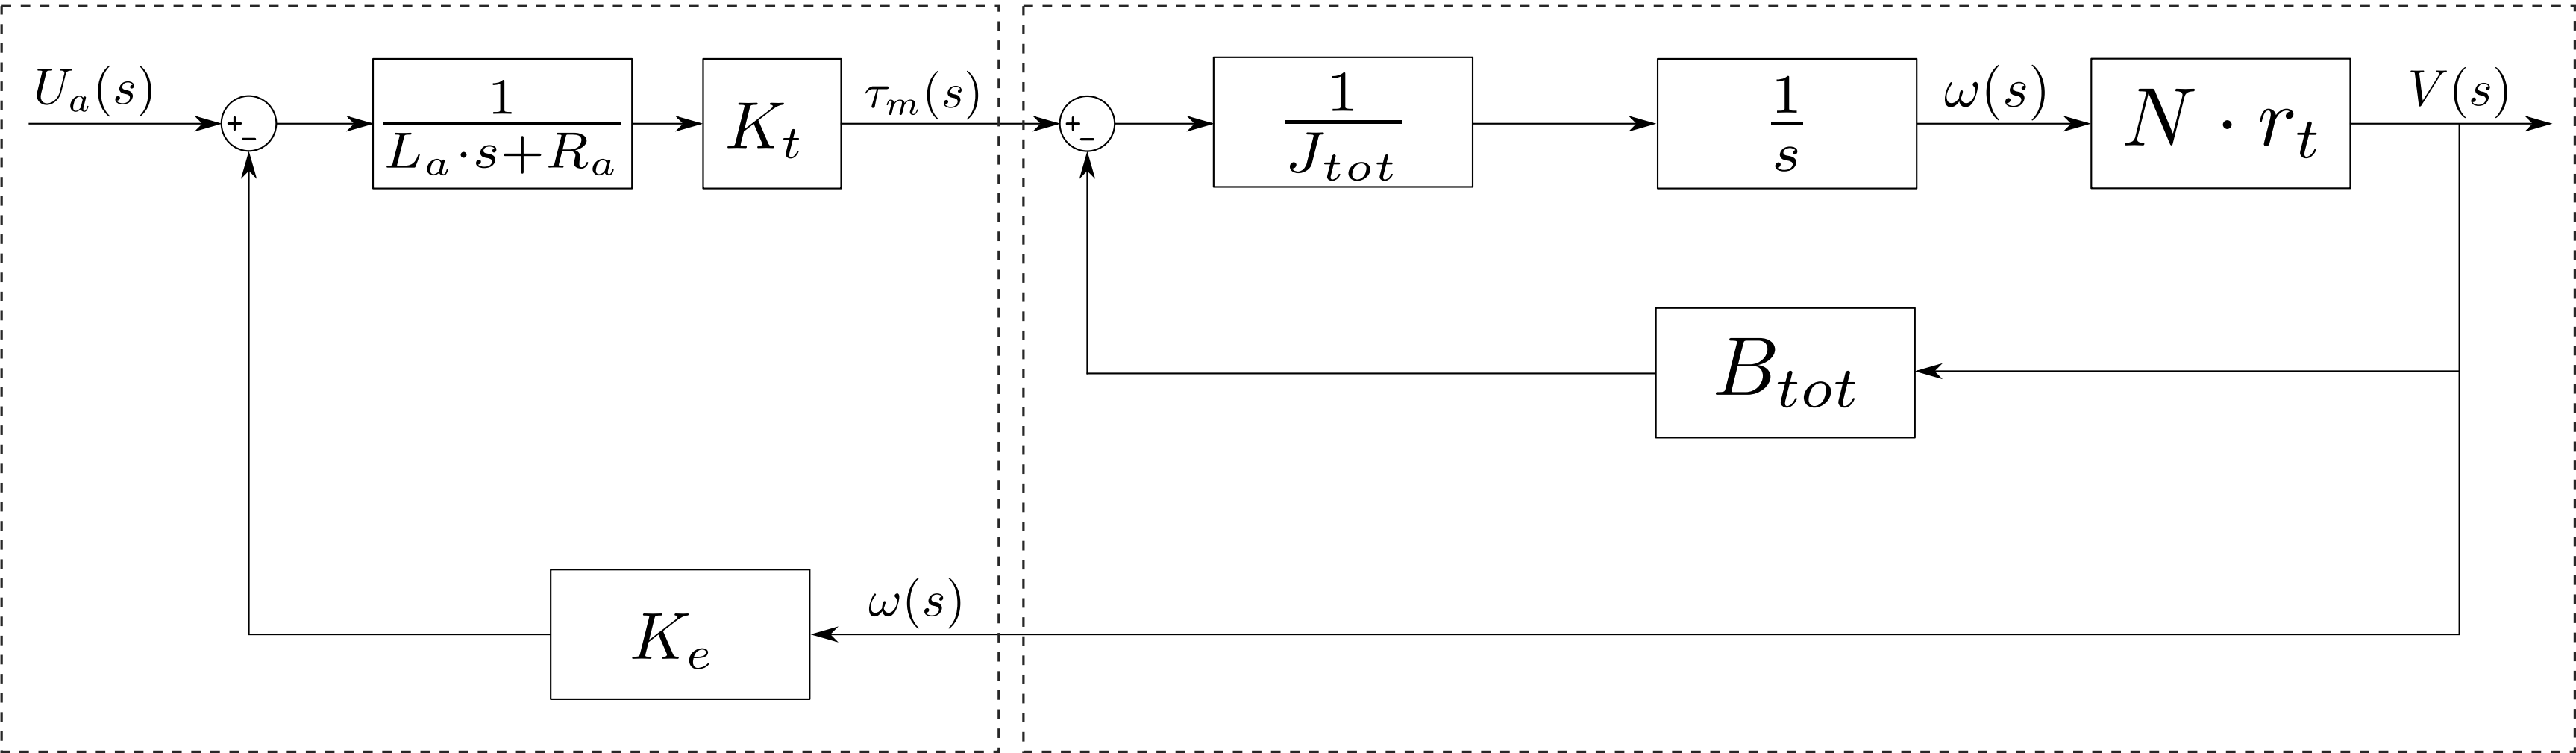 U_a(s)
+
−
1
L_a·s+R_a
K_t
τ_m(s)
+
−
1
J_tot
1
s
ω(s)
N · r_t
V(s)
B_tot
K_e
ω(s)